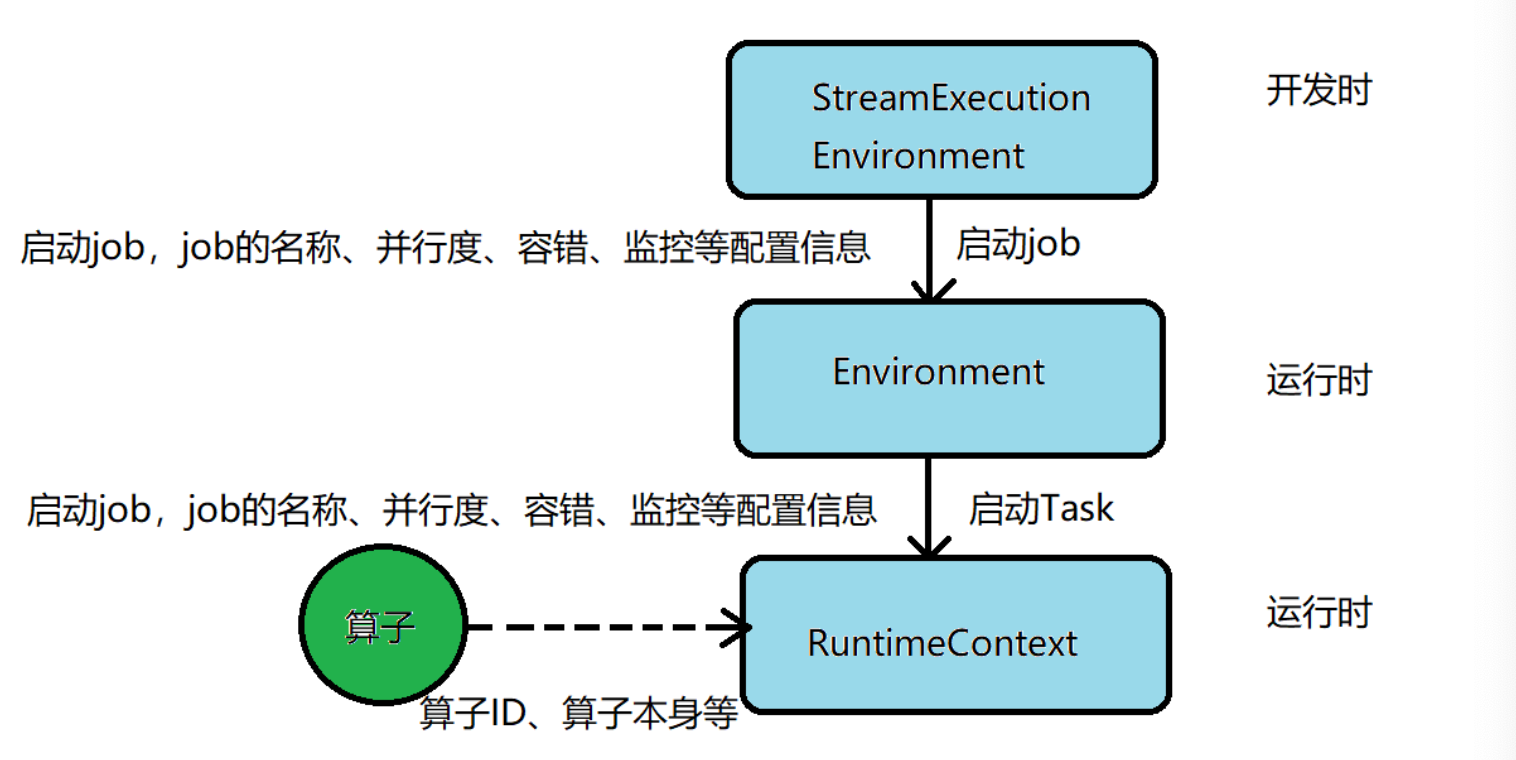 StreamExecution
Environment
开发时
启动job，job的名称、并行度、容错、监控等配置信息
启动job
Environment
运行时
启动job，job的名称、并行度、容错、监控等配置信息
启动Task
算子
RuntimeContext
运行时
算子ID、算子本身等